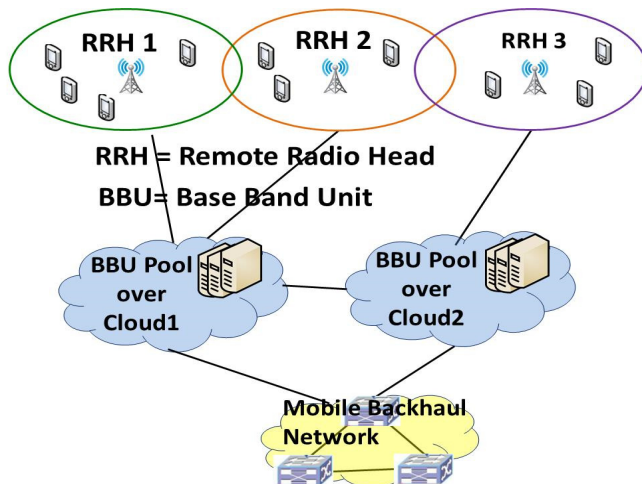 RRH 1
RRH 2
RRH 3
RRH = Remote Radio Head
BBU= Base Band Unit
BBU Pool
over
Cloud1
BBU Pool
over
Cloud2
Mobile Backhaul
Network